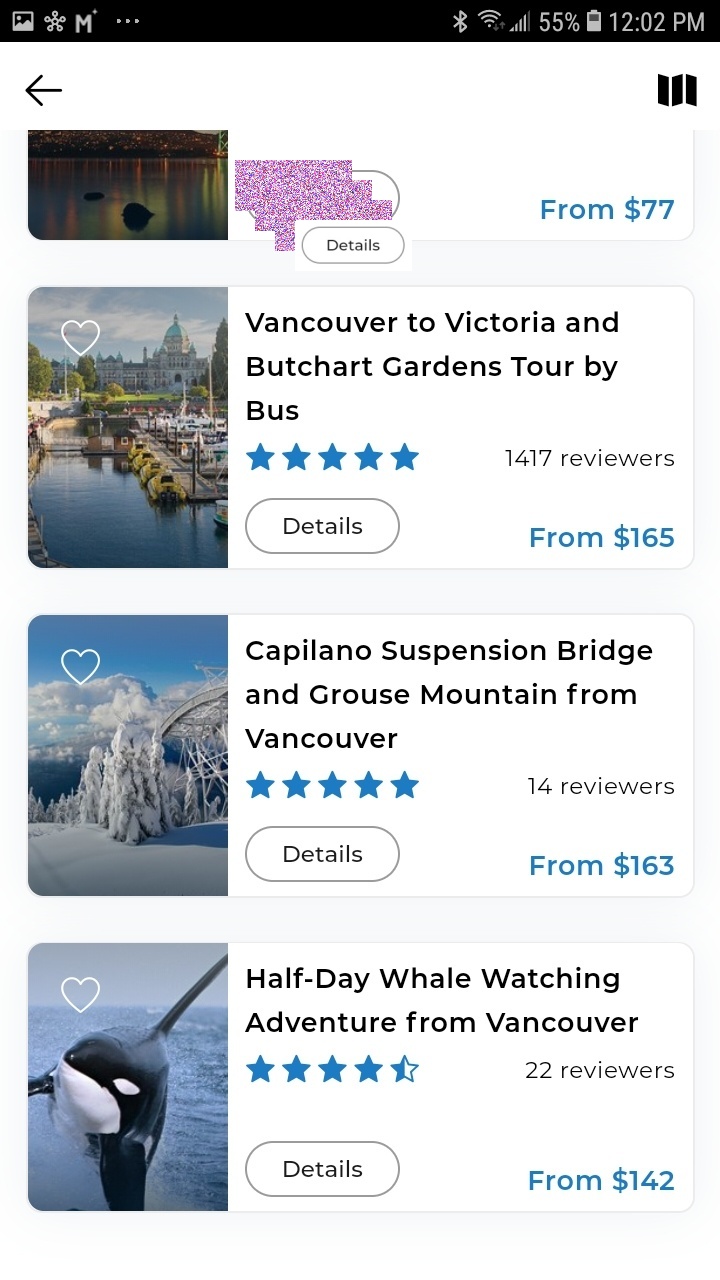 55% 12:02 PM
From $77
Details
Vancouver to Victoria and
Butchart Gardens Tour by
Bus
1417 reviewers
Details
From $165
Capilano Suspension Bridge
and Grouse Mountain from
Vancouver
14 reviewers
Details
From $163
Half-Day Whale Watching
Adventure from Vancouver
22 reviewers
Details
From $142